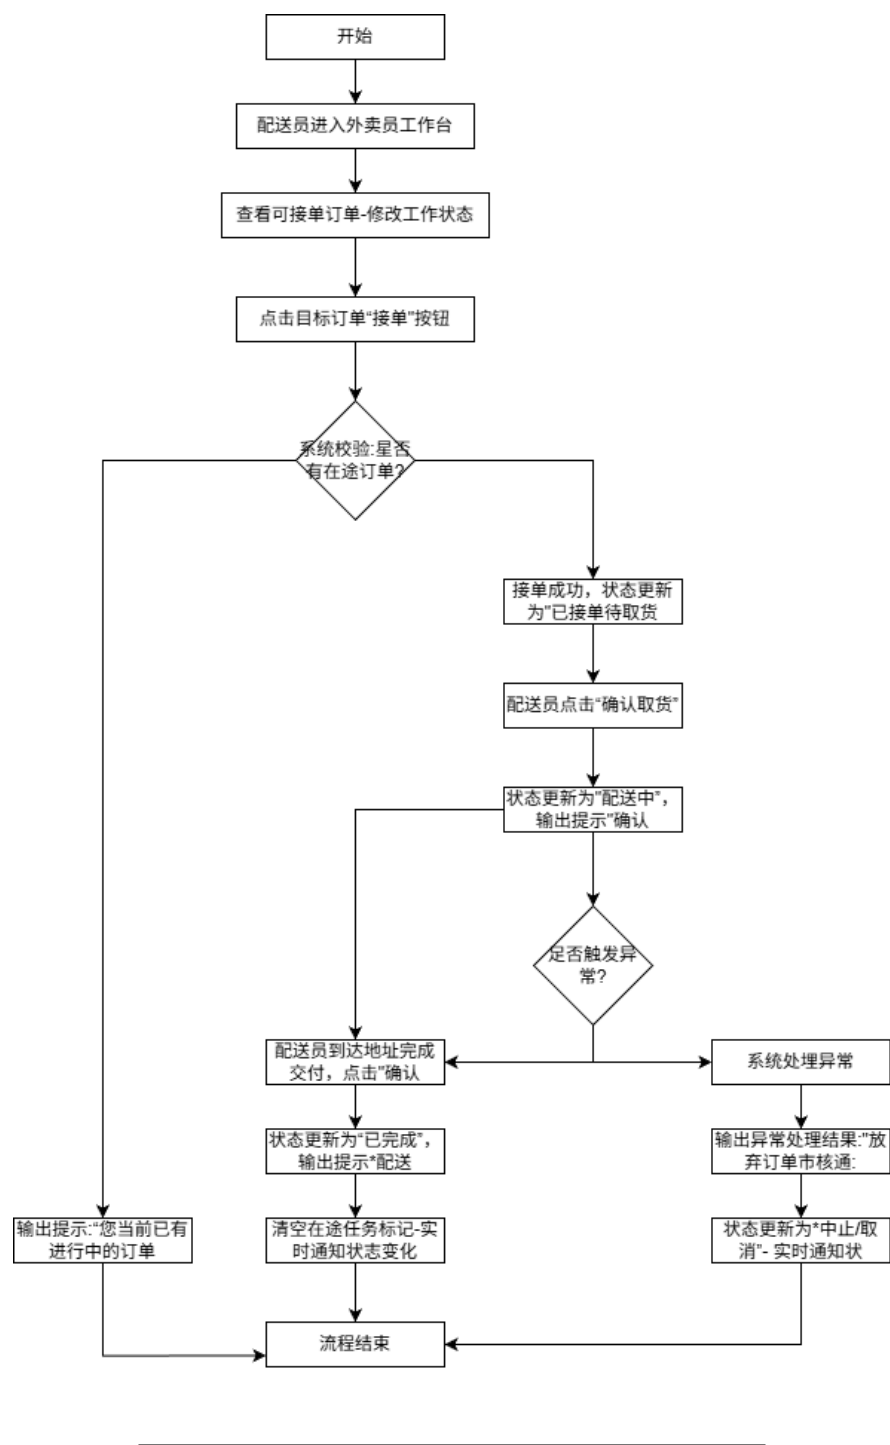 开始
配送员进入外卖员工作台
查看可接单订单-修改工作状态
点击目标订单“接单”按钮
系统校验:星否
有在途订单?
接单成功，状态更新
为"已接单待取货
配送员点击“确认取货”
状态更新为"配送中”，
输出提示"确认
足否触发异
常?
配送员到达地址完成
交付，点击"确认
系统处埋异常
状态更新为“已完成”，
输出提示*配送
输出异常处理结果:"放
弃订单市核通:
输出提示:“您当前已有
进行中的订单
清空在途任务标记-实
时通知状志变化
状态更新为*中止/取
消”- 实时通知状
流程结束